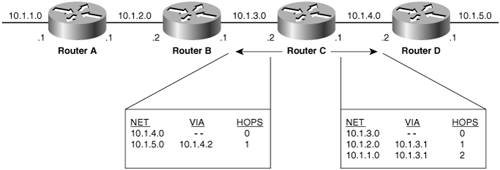 10.1.1.0 10.1.2.0 10.1.3.0 10.1.4.0 10.1.5.0
.1 .1 .2 .1 .2 .1 .2 .1
Router A Router B Router C Router D
NET VIA HOPS
10.1.4.0 -- 0
10.1.5.0 10.1.4.2 1
NET VIA HOPS
10.1.3.0 -- 0
10.1.2.0 10.1.3.1 1
10.1.1.0 10.1.3.1 2